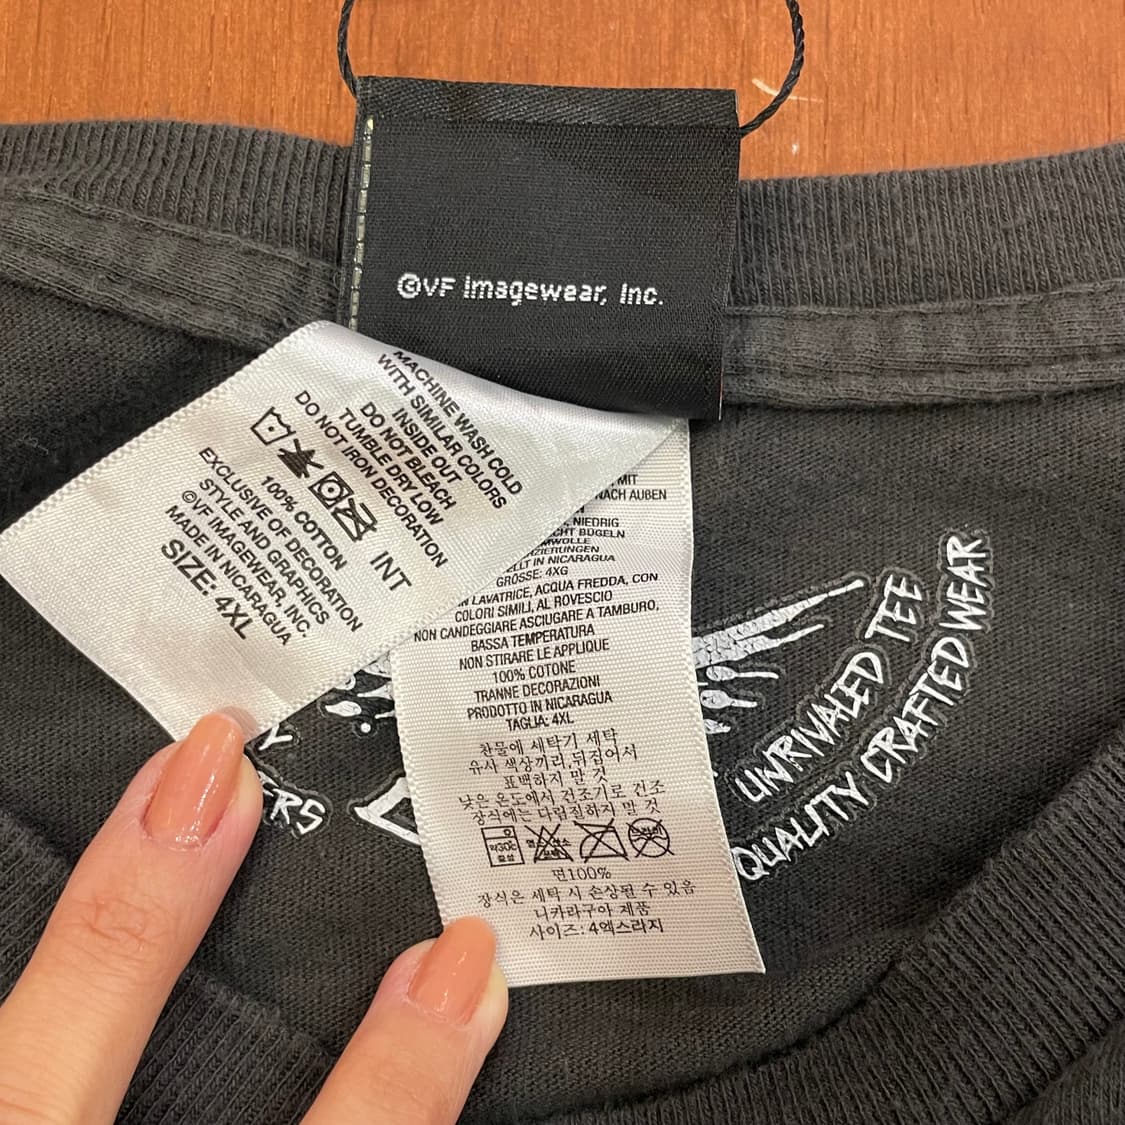 ©VF Imagewear, Inc.
MACHINE WASH COLD
WITH SIMILAR COLORS
INSIDE OUT
DO NOT BLEACH
TUMBLE DRY LOW
DO NOT IRON DECORATION
INT
100% COTTON
EXCLUSIVE OF DECORATION
STYLE AND GRAPHICS
©VF IMAGEWEAR, INC.
MADE IN NICARAGUA
SIZE: 4XL
MIT
NACH AUßEN
NIEDRIG
BÜGELN
IN NICARAGUA
GRÖSSE: 4XG
LAVATRICE, ACQUA FREDDA, CON
COLORI SIMILI, AL ROVESCIO
NON CANDEGGIARE ASCIUGARE A TAMBURO,
BASSA TEMPERATURA
NON STIRARE LE APPLIQUE
100% COTONE
TRANNE DECORAZIONI
PRODOTTO IN NICARAGUA
TAGLIA: 4XL
찬물에 세탁기 세탁
유사 색상끼리,뒤집어서
표백하지 말 것
낮은 온도에서 건조기로 건조
장식에는 다림질하지 말 것
약30℃
중성
면100%
장식은 세탁 시 손상될 수 있음
니카라구아 제품
사이즈: 4엑스라지
UNRIVALED TEE
QUALITY CRAFTED WEAR